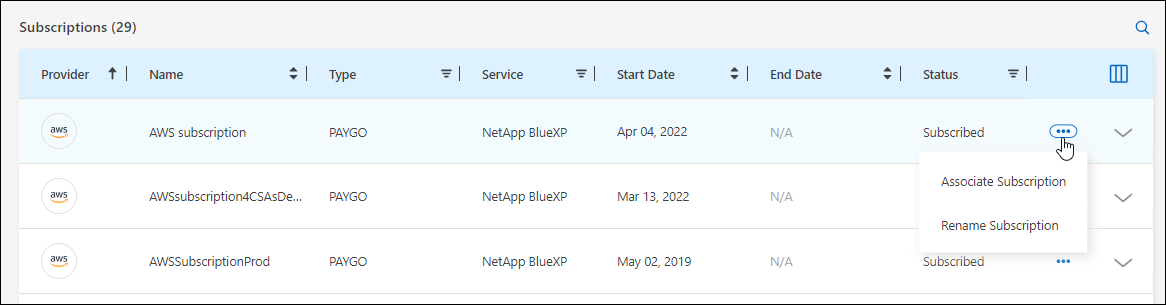 Subscriptions (29)
Provider Name Type Service Start Date End Date Status
aws AWS subscription PAYGO NetApp BlueXP Apr 04, 2022 N/A Subscribed
Associate Subscription
aws AWSsubscription4CSAsDe... PAYGO NetApp BlueXP Mar 13, 2022 N/A
Rename Subscription
aws AWSSubscriptionProd PAYGO NetApp BlueXP May 02, 2019 N/A Subscribed